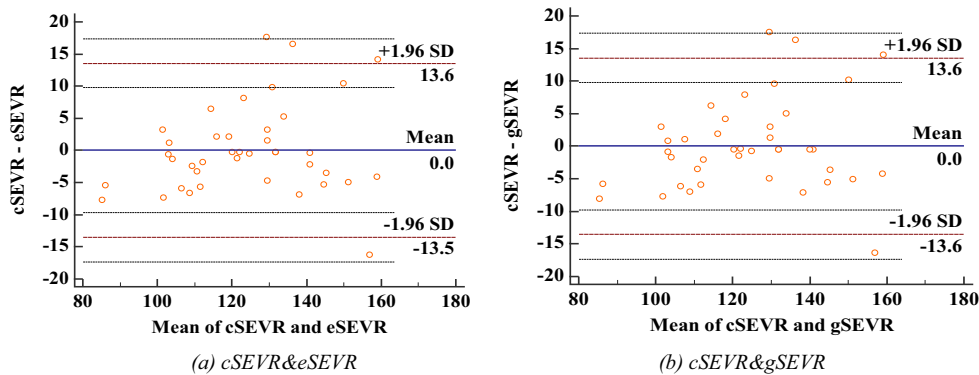 20
15
10
5
0
-5
-10
-15
-20
cSEVR - eSEVR
+1.96 SD
13.6
Mean
0.0
-1.96 SD
-13.5
80 100 120 140 160 180
Mean of cSEVR and eSEVR
(a) cSEVR&eSEVR
20
15
10
5
0
-5
-10
-15
-20
cSEVR - gSEVR
+1.96 SD
13.6
Mean
0.0
-1.96 SD
-13.6
80 100 120 140 160 180
Mean of cSEVR and gSEVR
(b) cSEVR&gSEVR